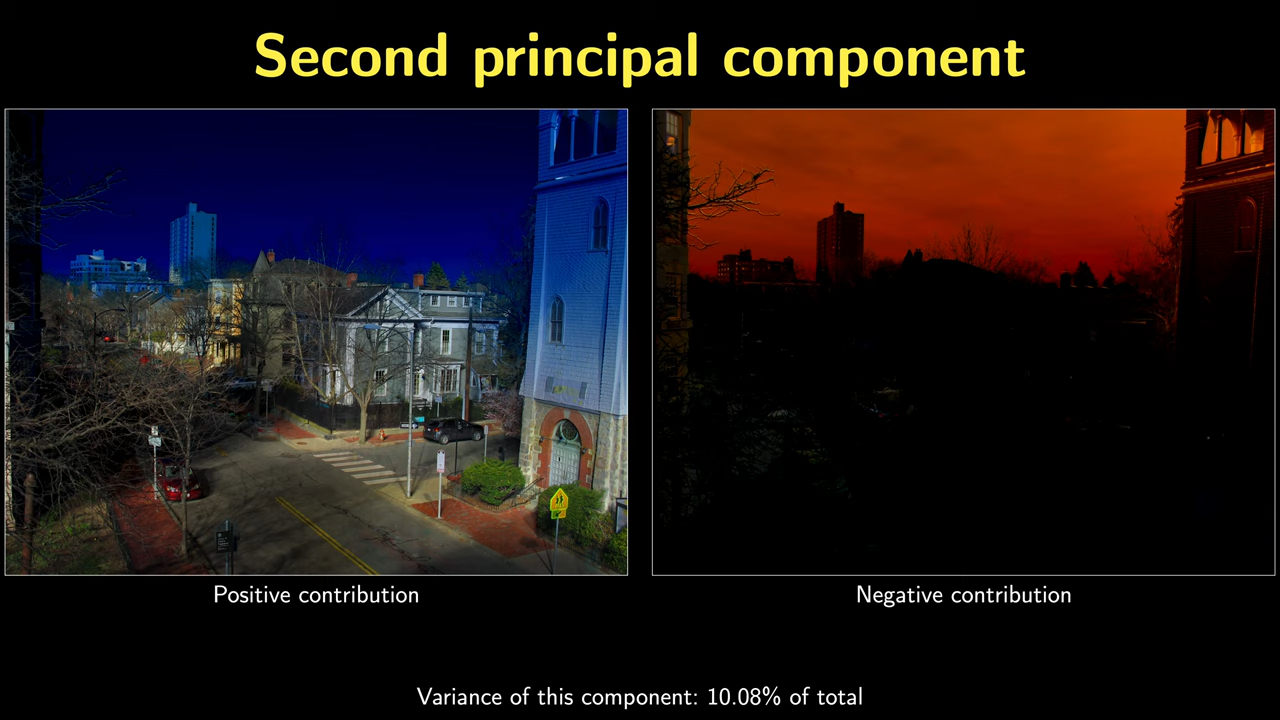 Second principal component
Positive contribution
Negative contribution
Variance of this component: 10.08% of total